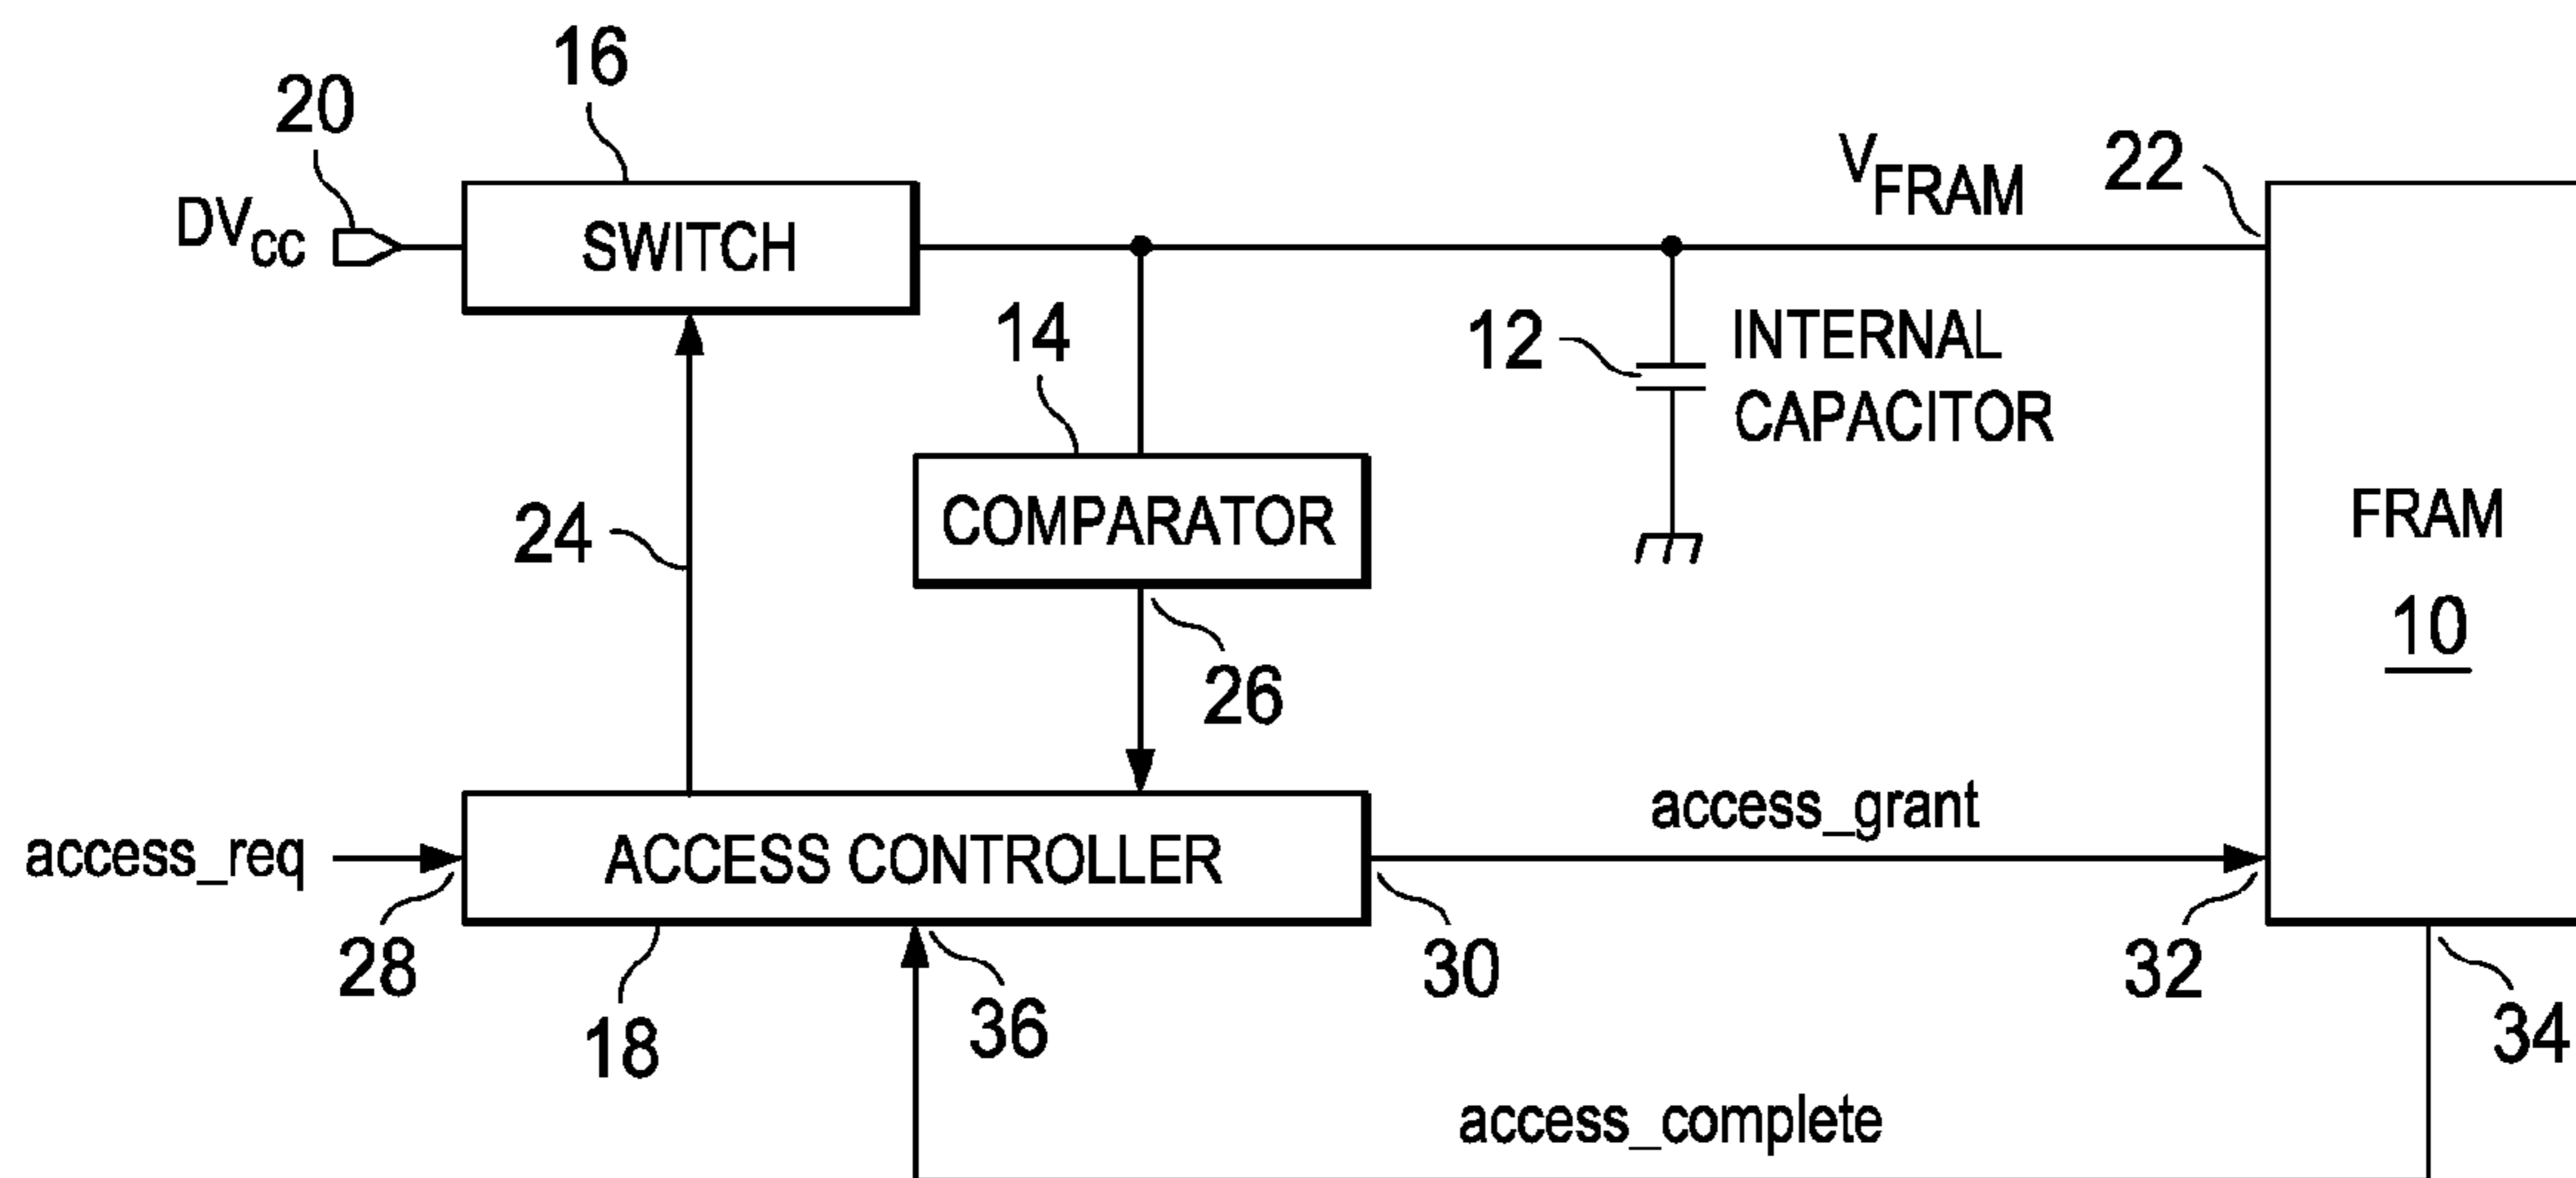 16
20
DVCC
SWITCH
VFRAM
22
14
12
INTERNAL
CAPACITOR
COMPARATOR
24
FRAM
10
26
access_req
ACCESS CONTROLLER
access_grant
28
18
36
30
32
34
access_complete